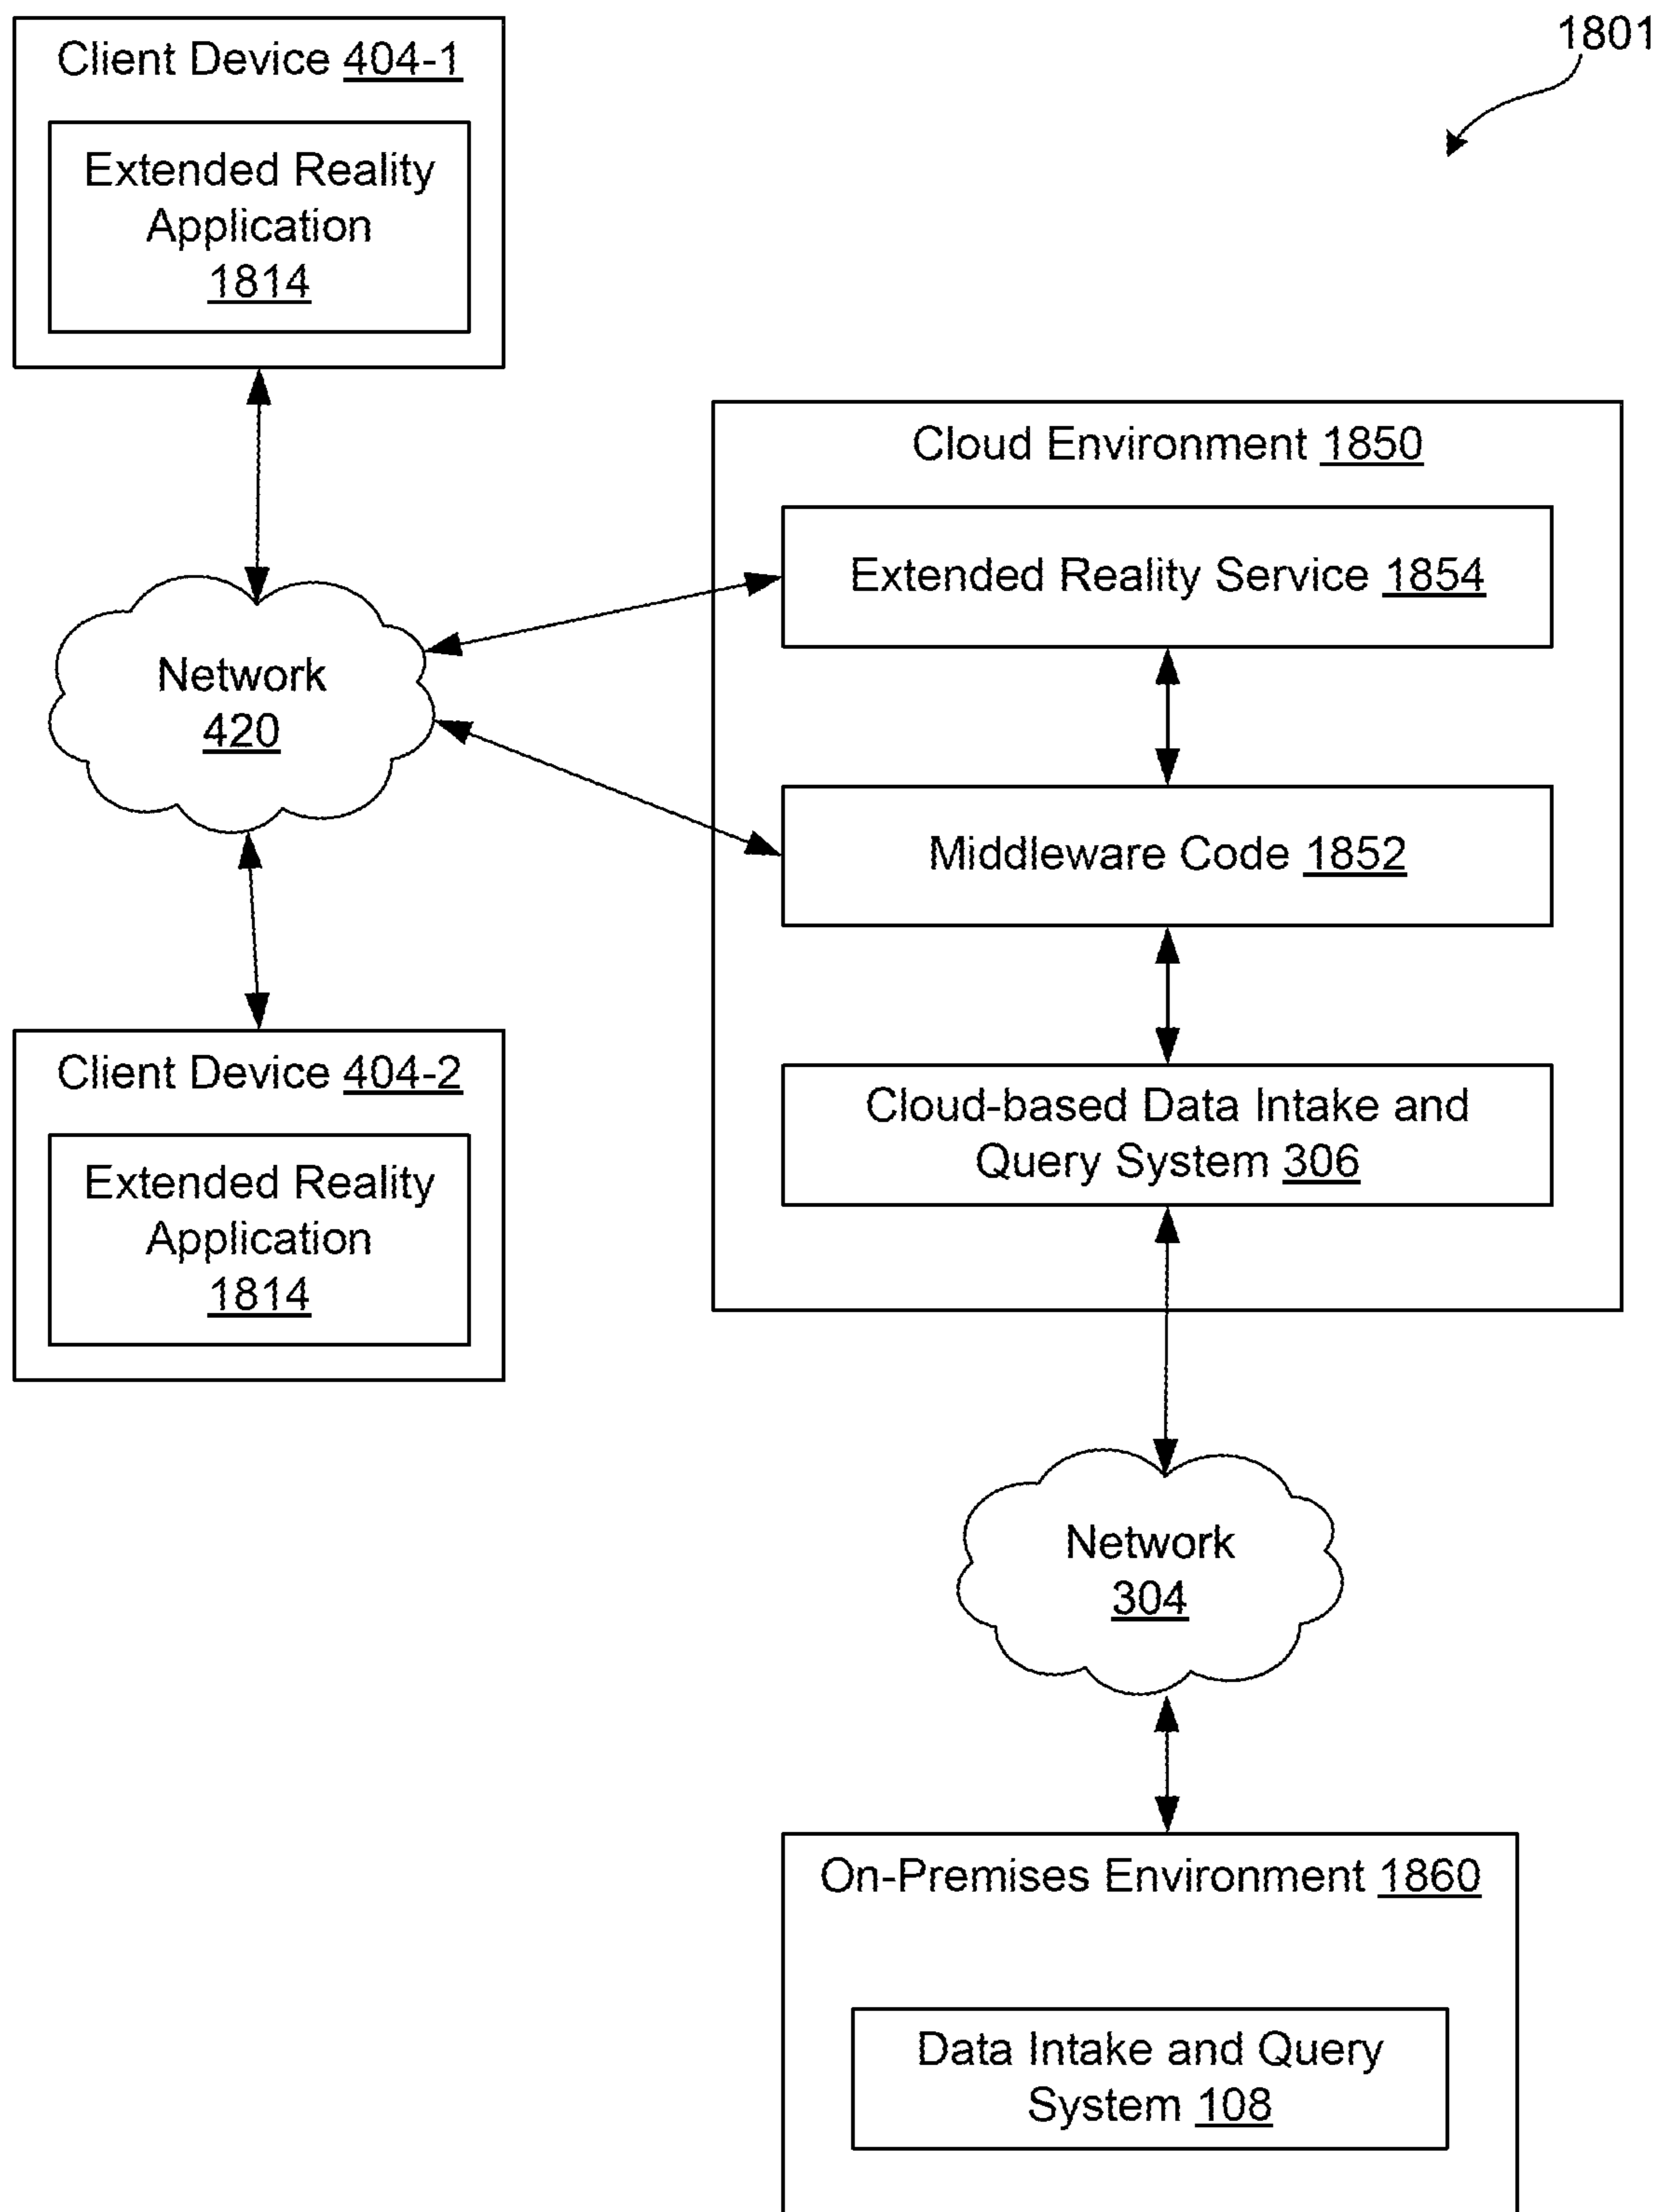 1801
Client Device 404-1
Extended Reality
Application
1814
Cloud Environment 1850
Extended Reality Service 1854
Network
420
Middleware Code 1852
Client Device 404-2
Cloud-based Data Intake and
Query System 306
Extended Reality
Application
1814
Network
304
On-Premises Environment 1860
Data Intake and Query
System 108